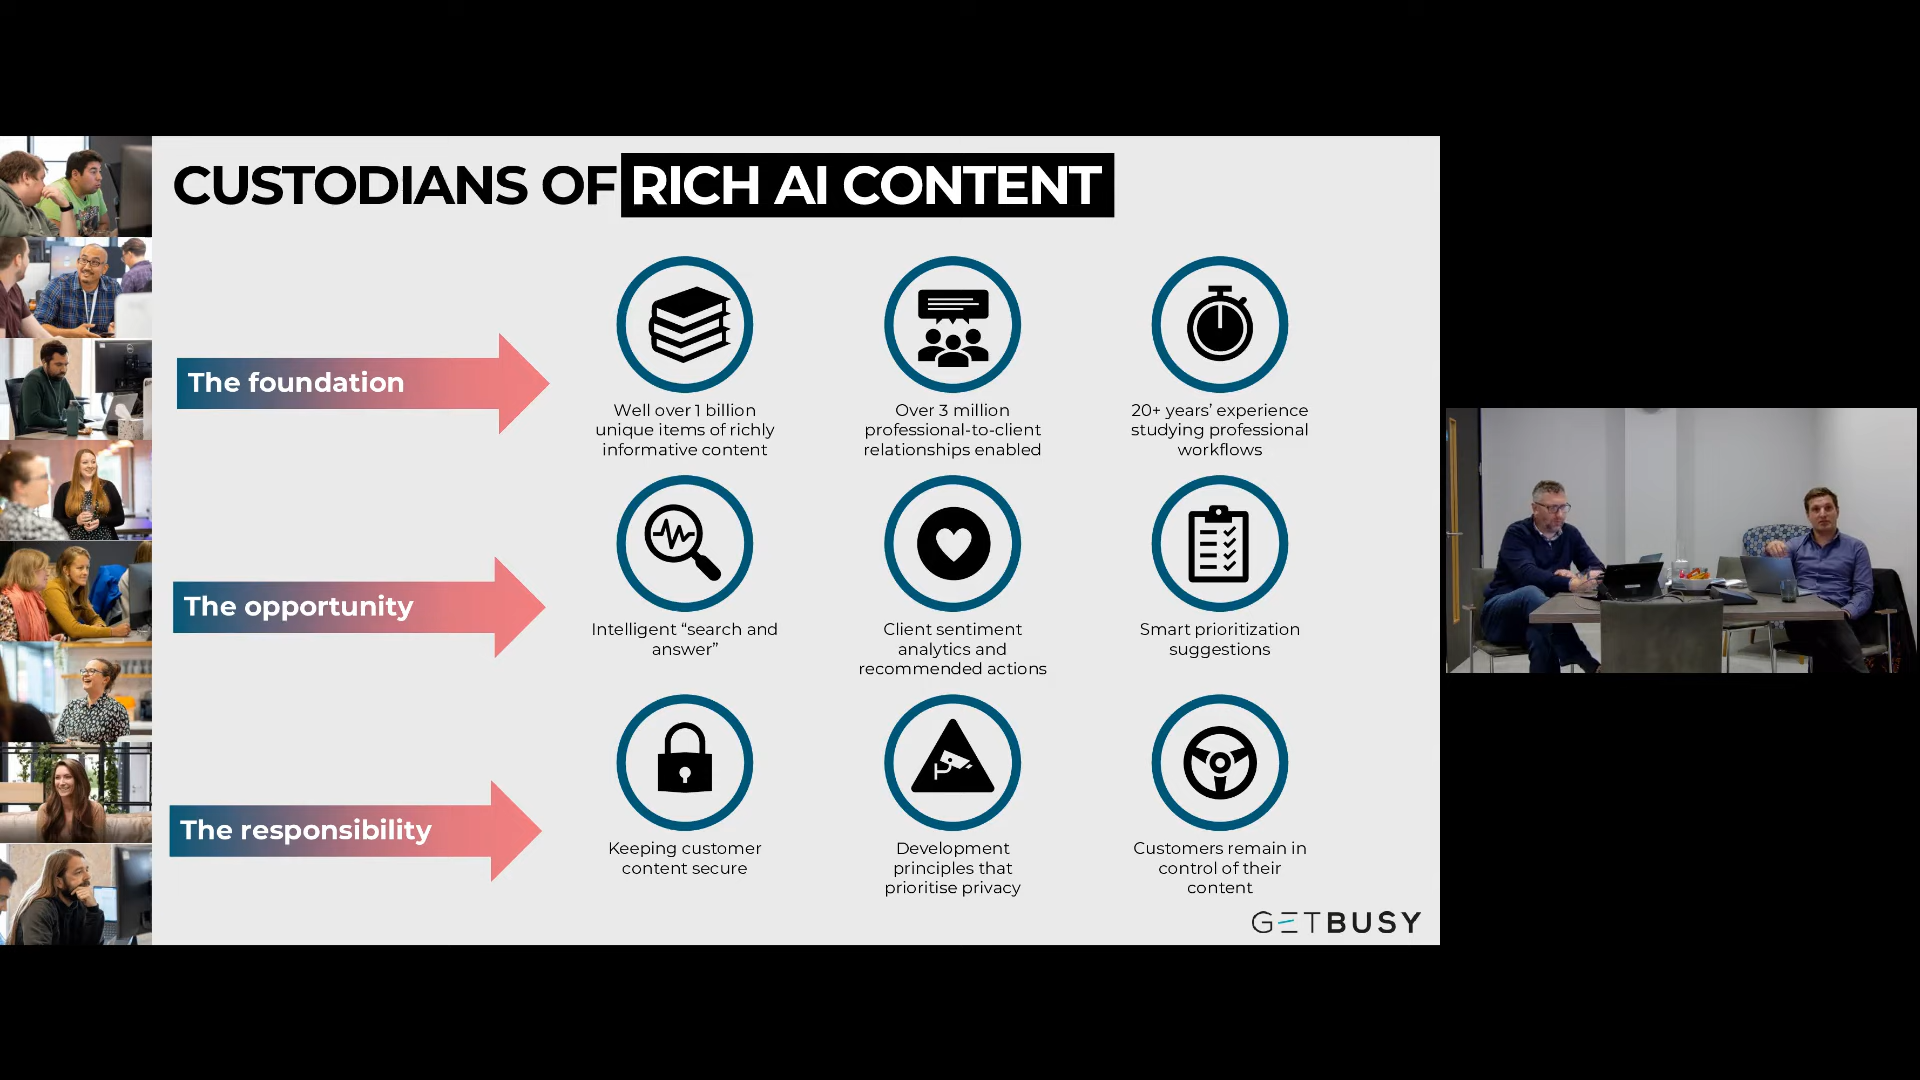 CUSTODIANS OF RICH AI CONTENT
The foundation
Well over 1 billion
unique items of richly
informative content
Over 3 million
professional-to-client
relationships enabled
20+ years’ experience
studying professional
workflows
The opportunity
Intelligent “search and
answer”
Client sentiment
analytics and
recommended actions
Smart prioritization
suggestions
The responsibility
Keeping customer
content secure
Development
principles that
prioritise privacy
Customers remain in
control of their
content
GETBUSY